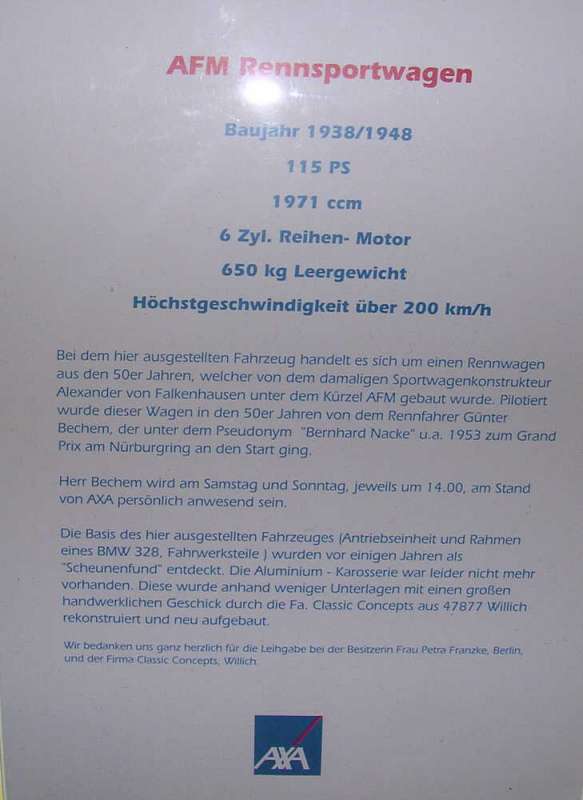 AFM Rennsportwagen
Baujahr 1938/1948
115 PS
1971 ccm
6 Zyl. Reihen- Motor
650 kg Leergewicht
Höchstgeschwindigkeit über 200 km/h
Bei dem hier ausgestellten Fahrzeug handelt es sich um einen Rennwagen
aus den 50er Jahren, welcher von dem damaligen Sportwagenkonstrukteur
Alexander von Falkenhausen unter dem Kürzel AFM gebaut wurde. Pilotiert
wurde dieser Wagen in den 50er Jahren von dem Rennfahrer Günter
Bechem, der unter dem Pseudonym "Bernhard Nacke" u.a. 1953 zum Grand
Prix am Nürburgring an den Start ging.
Herr Bechem wird am Samstag und Sonntag, jeweils um 14.00, am Stand
von AXA persönlich anwesend sein.
Die Basis des hier ausgestellten Fahrzeuges (Antriebseinheit und Rahmen
eines BMW 328, Fahrwerksteile ) wurden vor einigen Jahren als
"Scheunenfund" entdeckt. Die Aluminium - Karosserie war leider nicht mehr
vorhanden. Diese wurde anhand weniger Unterlagen mit einen großen
handwerklichen Geschick durch die Fa. Classic Concepts aus 47877 Willich
rekonstruiert und neu aufgebaut.
Wir bedanken uns ganz herzlich für die Leihgabe bei der Besitzerin Frau Petra Franzke, Berlin,
und der Firma Classic Concepts, Willich.
AXA